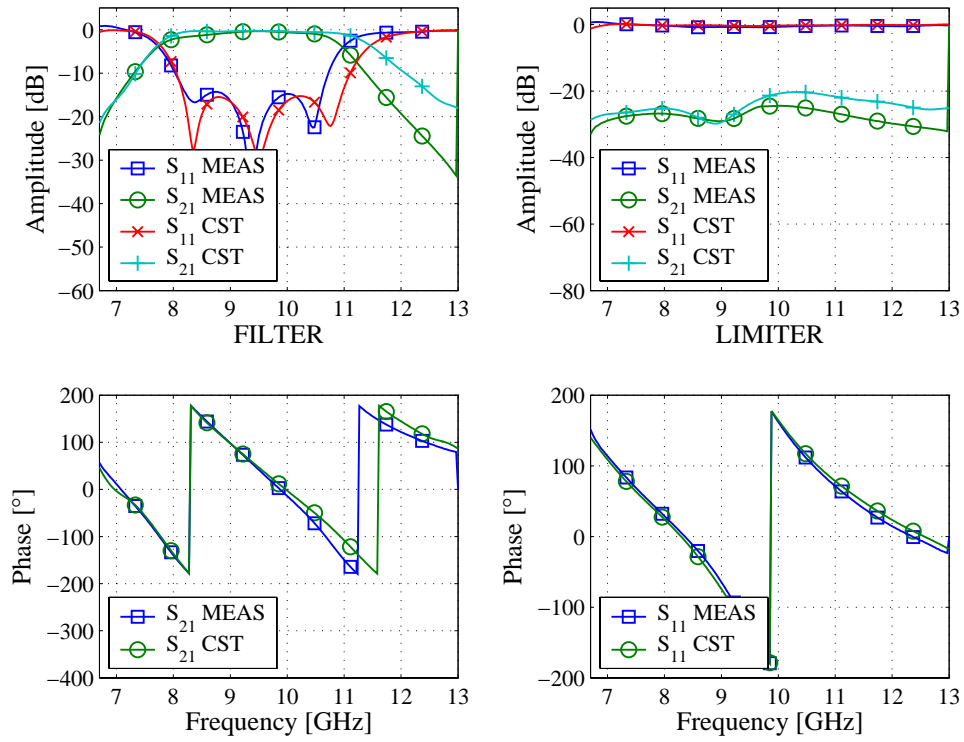 0
−10
−20
−30
−40
−50
−60
Amplitude [dB]
S11 MEAS
S21 MEAS
S11 CST
S21 CST
7 8 9 10 11 12 13
FILTER
0
−20
−40
−60
−80
Amplitude [dB]
S11 MEAS
S21 MEAS
S11 CST
S21 CST
7 8 9 10 11 12 13
LIMITER
200
100
0
−100
−200
−300
−400
Phase [°]
S21 MEAS
S21 CST
7 8 9 10 11 12 13
Frequency [GHz]
200
100
0
−100
−200
Phase [°]
S11 MEAS
S11 CST
7 8 9 10 11 12 13
Frequency [GHz]